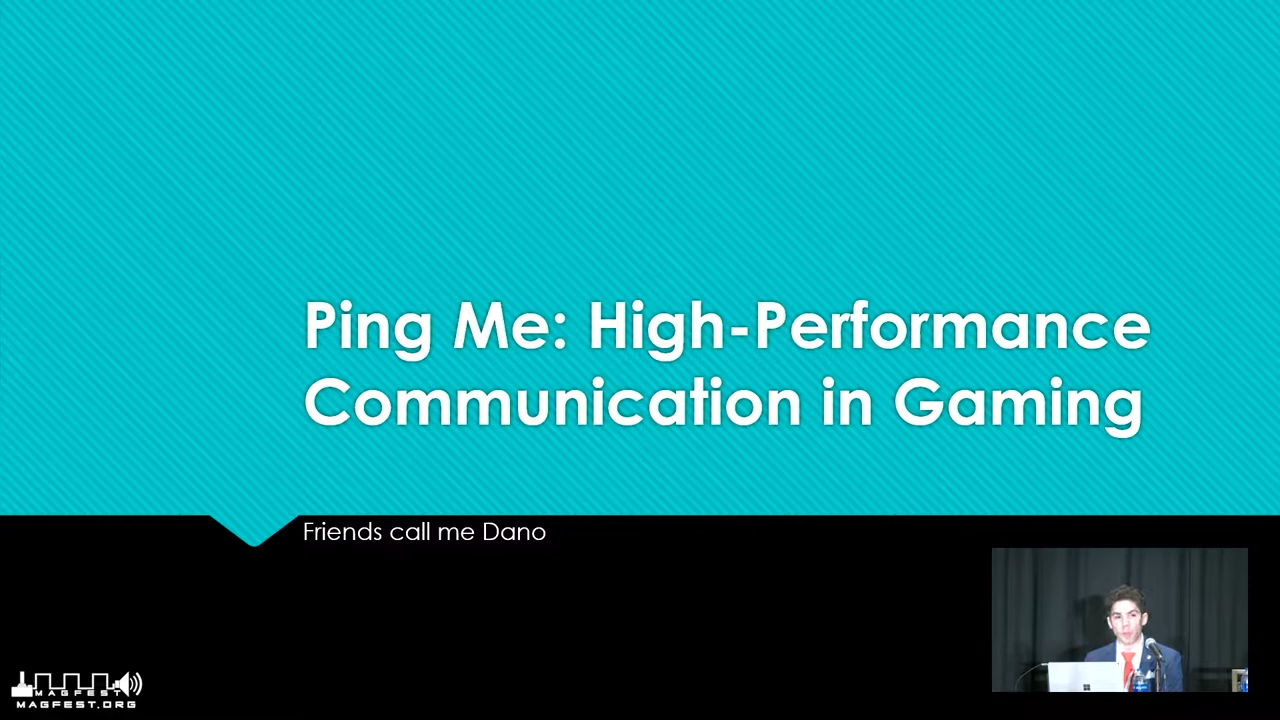 Ping Me: High-Performance
Communication in Gaming
Friends call me Dano
MAGFEST
MAGFEST.ORG